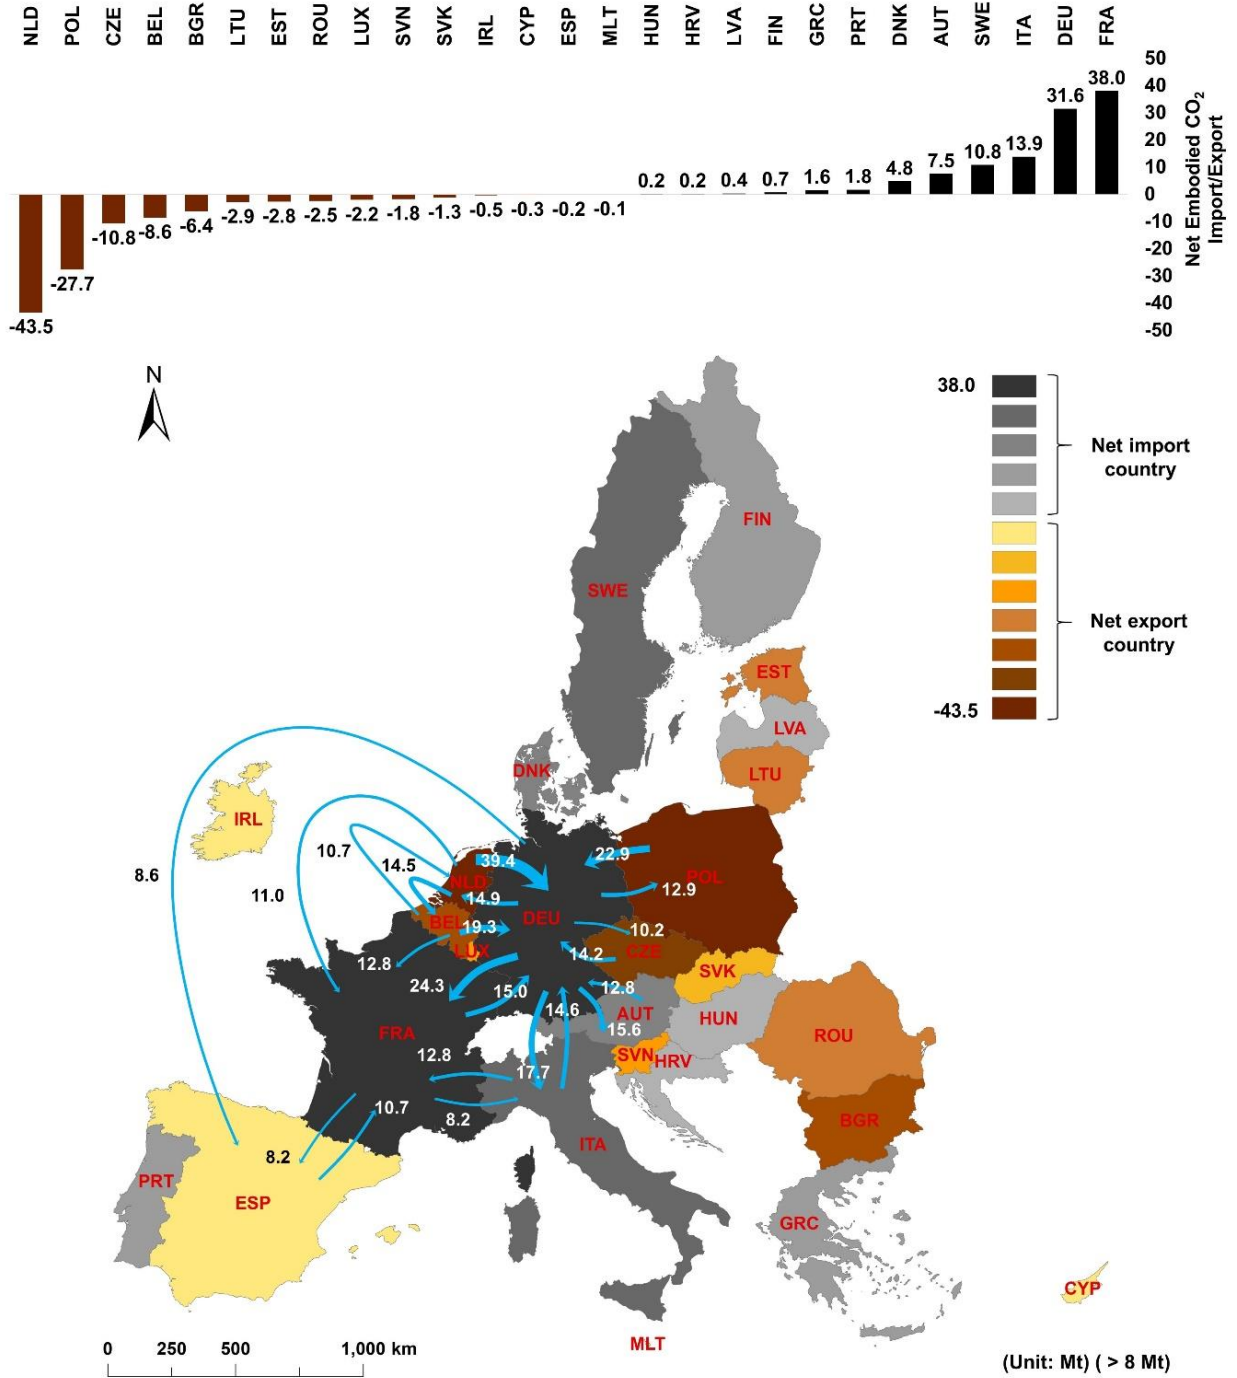 NLD POL CZE BEL BGR LTU EST ROU LUX SVN SVK IRL CYP ESP MLT HUN HRV LVA FIN GRC PRT DNK AUT SWE ITA DEU FRA
50
40
30
20
10
0
-10
-20
-30
-40
-50
Net Embodied CO2
Import/Export
-43.5 -27.7 -10.8 -8.6 -6.4 -2.9 -2.8 -2.5 -2.2 -1.8 -1.3 -0.5 -0.3 -0.2 -0.1 0.2 0.2 0.4 0.7 1.6 1.8 4.8 7.5 10.8 13.9 31.6 38.0
N
38.0
Net import
country
Net export
country
-43.5
FIN
SWE
EST
LVA
LTU
DNK
IRL
8.6
10.7
14.5
11.0
39.4
22.9
NLD
POL
14.9
12.9
BEL
DEU
19.3
10.2
LUX
14.2
CZE
12.8
SVK
24.3
15.0
12.8
14.6
AUT
15.6
HUN
FRA
ROU
12.8
SVN
HRV
17.7
10.7
8.2
BGR
ITA
8.2
PRT
ESP
GRC
CYP
MLT
0 250 500 1,000 km
(Unit: Mt) ( > 8 Mt)